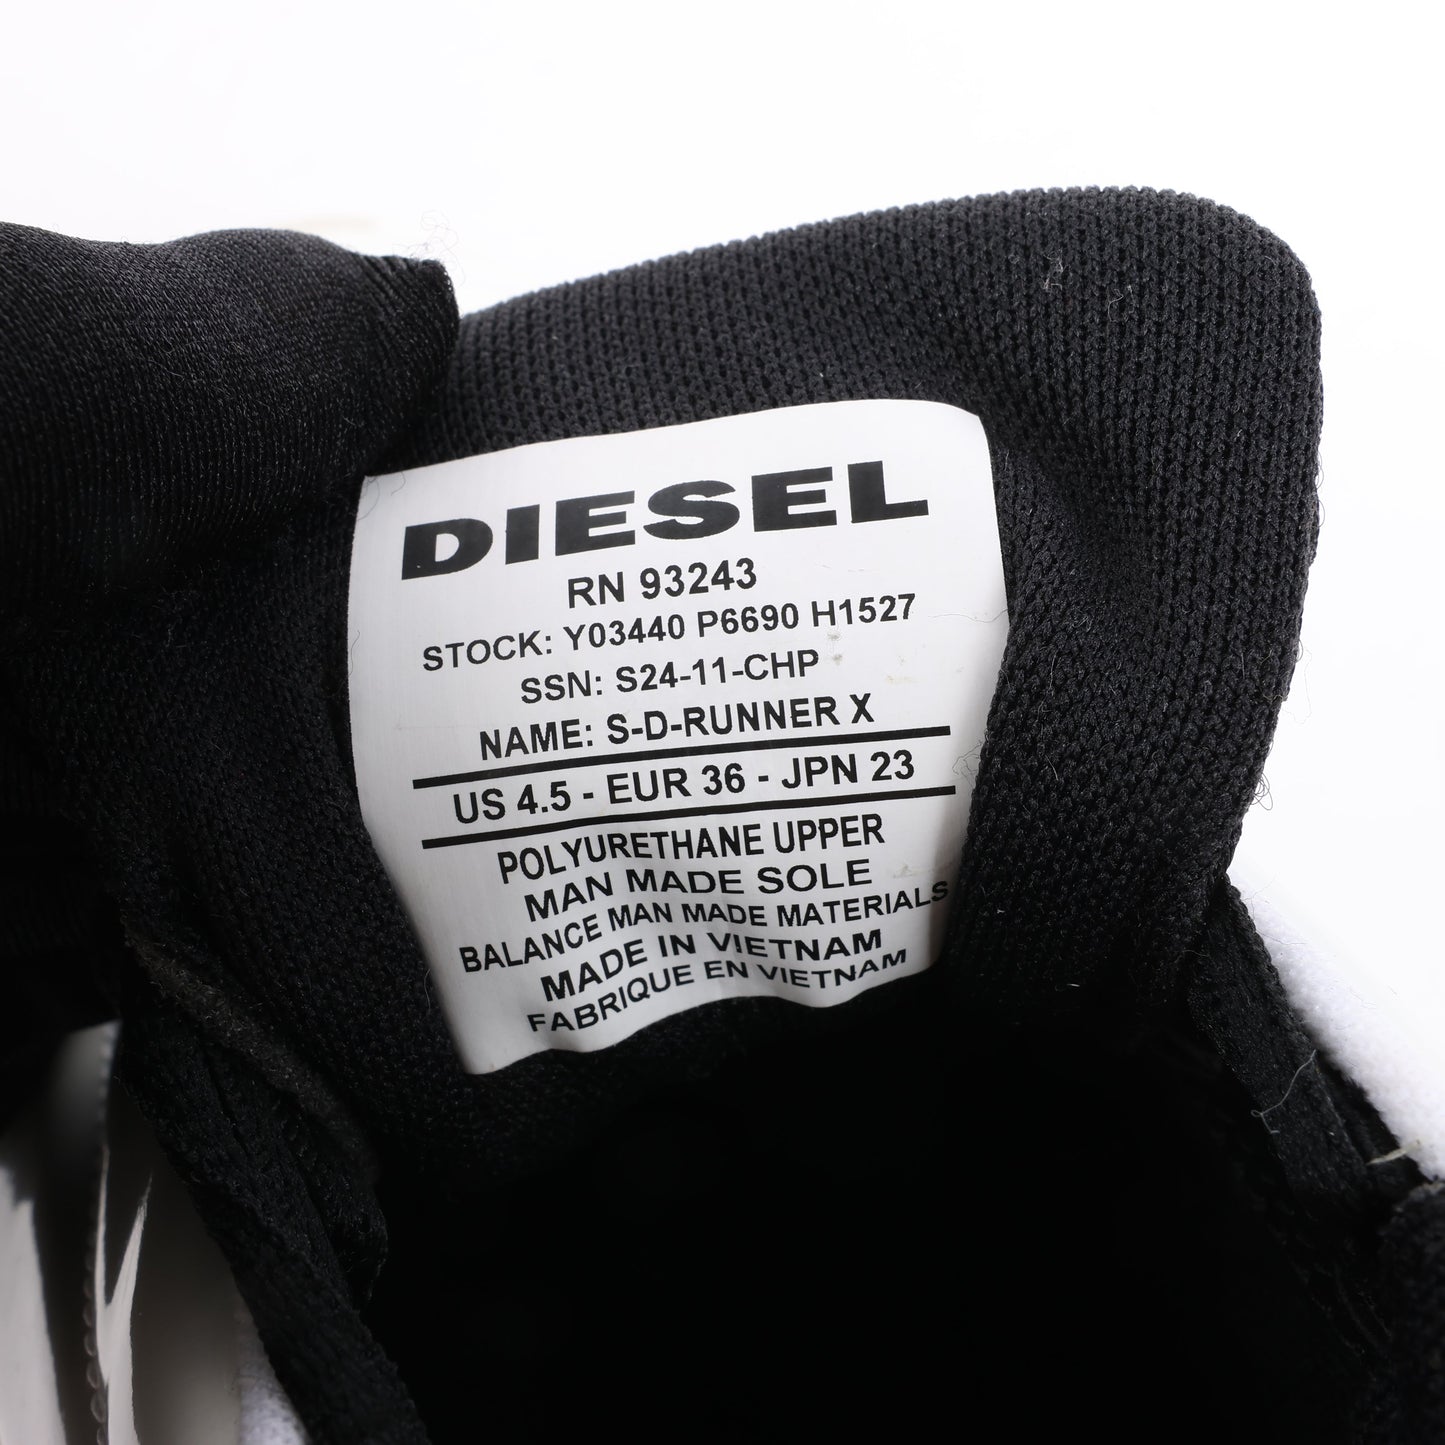 DIESEL
RN 93243
STOCK: Y03440 P6690 H1527
SSN: S24-11-CHP
NAME: S-D-RUNNER X
US 4.5 - EUR 36 - JPN 23
POLYURETHANE UPPER
MAN MADE SOLE
BALANCE MAN MADE MATERIALS
MADE IN VIETNAM
FABRIQUE EN VIETNAM